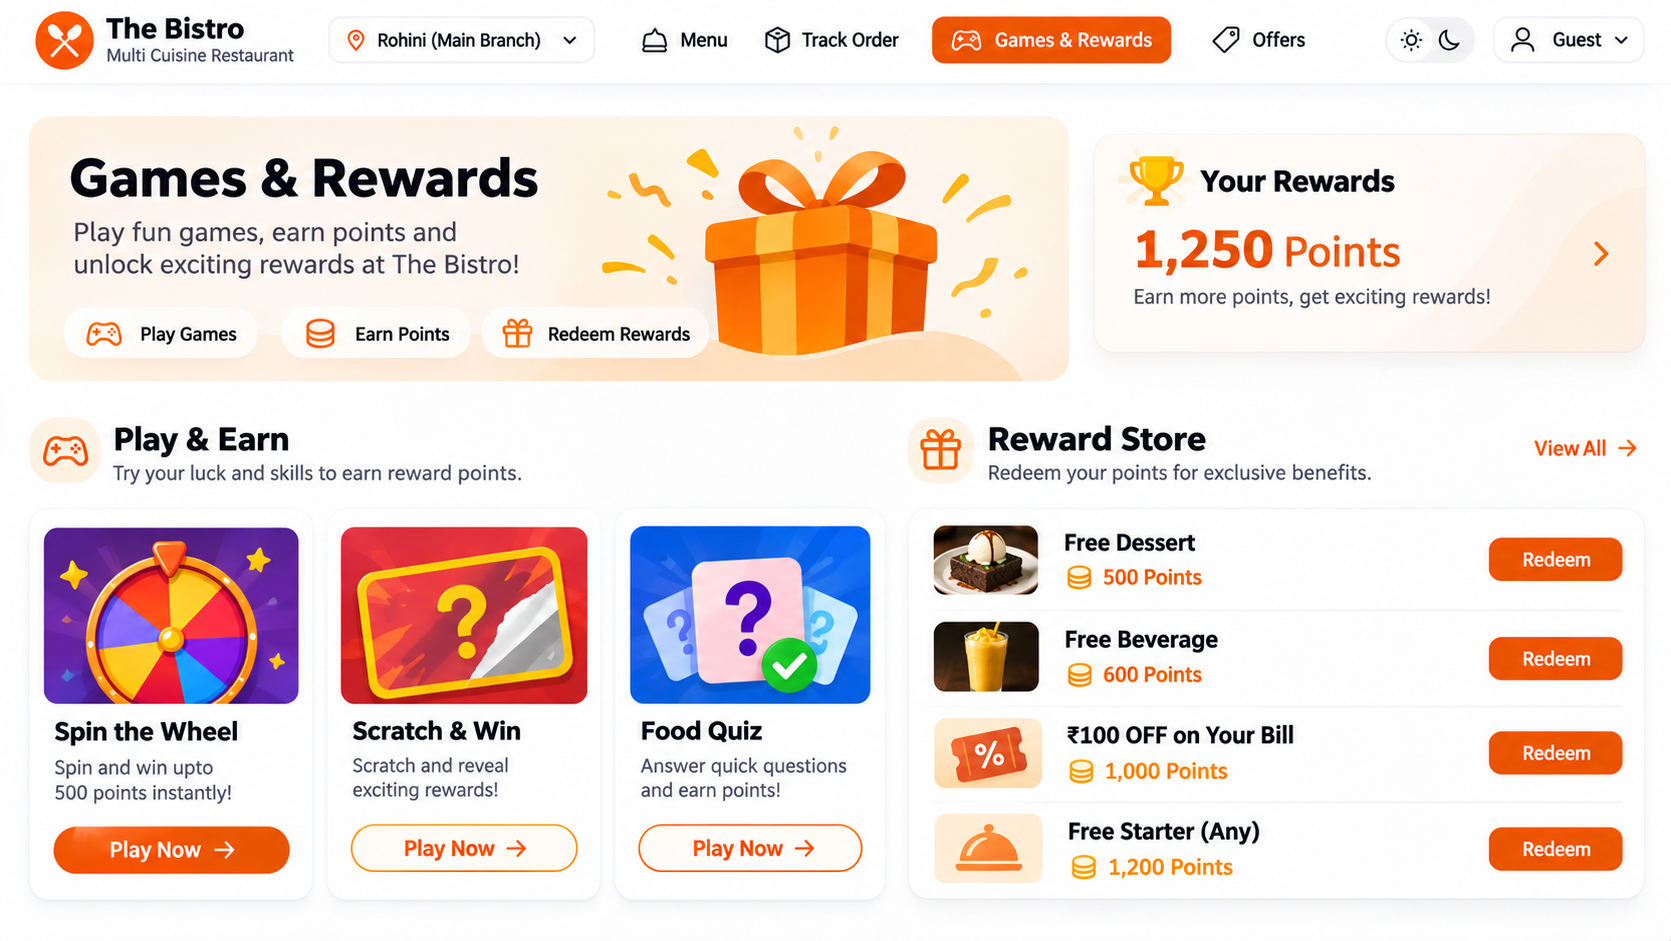 The Bistro
Multi Cuisine Restaurant
Rohini (Main Branch)
Menu
Track Order
Games & Rewards
Offers
Guest
Games & Rewards
Play fun games, earn points and
unlock exciting rewards at The Bistro!
Play Games
Earn Points
Redeem Rewards
Your Rewards
1,250 Points
Earn more points, get exciting rewards!
Play & Earn
Try your luck and skills to earn reward points.
?
?
?
?
Spin the Wheel
Spin and win upto
500 points instantly!
Play Now
Scratch & Win
Scratch and reveal
exciting rewards!
Play Now
Food Quiz
Answer quick questions
and earn points!
Play Now
Reward Store
Redeem your points for exclusive benefits.
View All
Free Dessert
500 Points
Redeem
Free Beverage
600 Points
Redeem
%
₹100 OFF on Your Bill
1,000 Points
Redeem
Free Starter (Any)
1,200 Points
Redeem